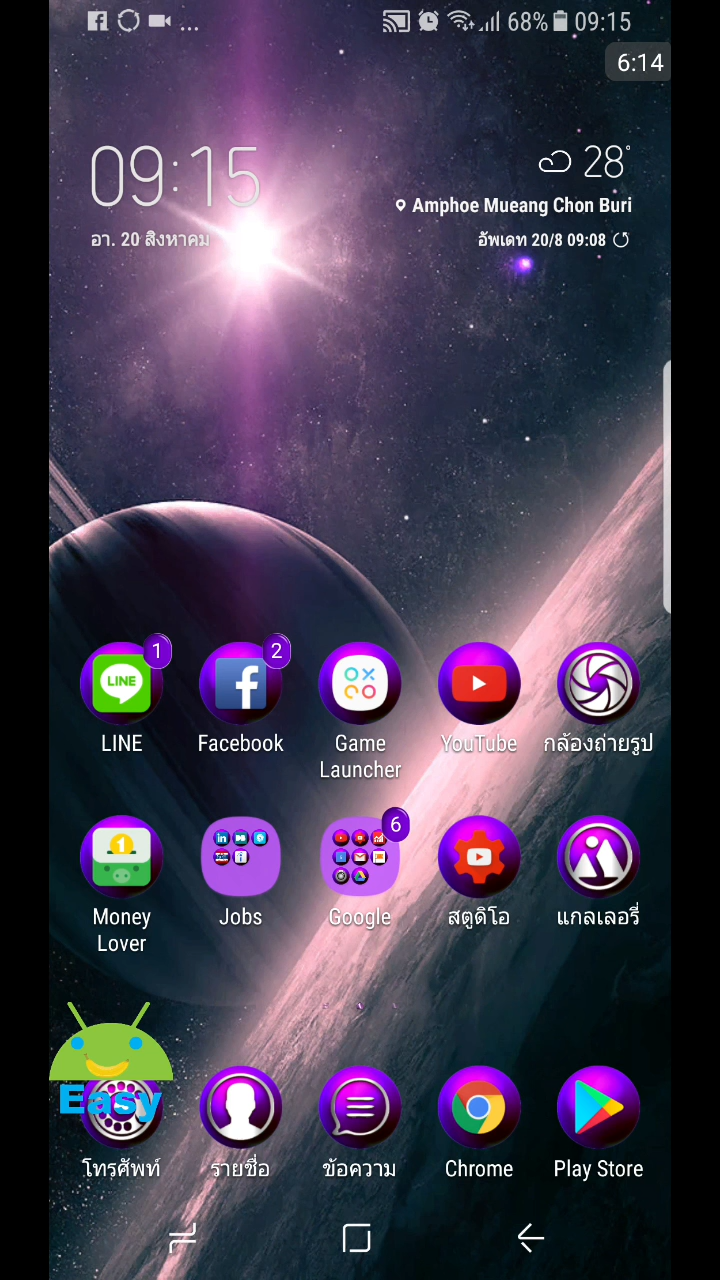 ... 68% 09:15
6:14
09:15
28°
Amphoe Mueang Chon Buri
อา. 20 สิงหาคม
อัพเดท 20/8 09:08
1
2
LINE
LINE
Facebook
Game
Launcher
YouTube
กล้องถ่ายรูป
1
6
Money
Lover
Jobs
Google
สตูดิโอ
แกลเลอรี่
Easy
โทรศัพท์
รายชื่อ
ข้อความ
Chrome
Play Store